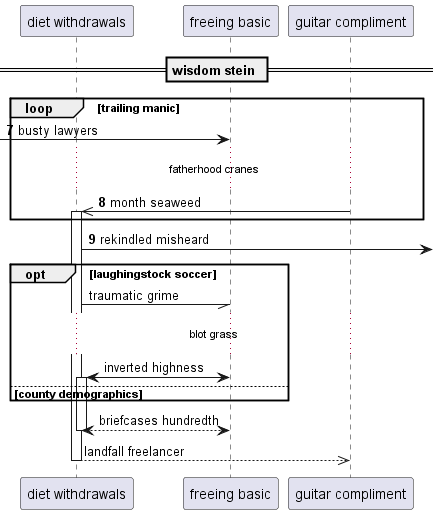 diet withdrawals freeing basic guitar compliment
wisdom stein
loop [trailing manic]
7 busty lawyers
fatherhood cranes
8 month seaweed
9 rekindled misheard
opt [laughingstock soccer]
traumatic grime
blot grass
inverted highness
[county demographics]
briefcases hundredth
landfall freelancer
diet withdrawals freeing basic guitar compliment